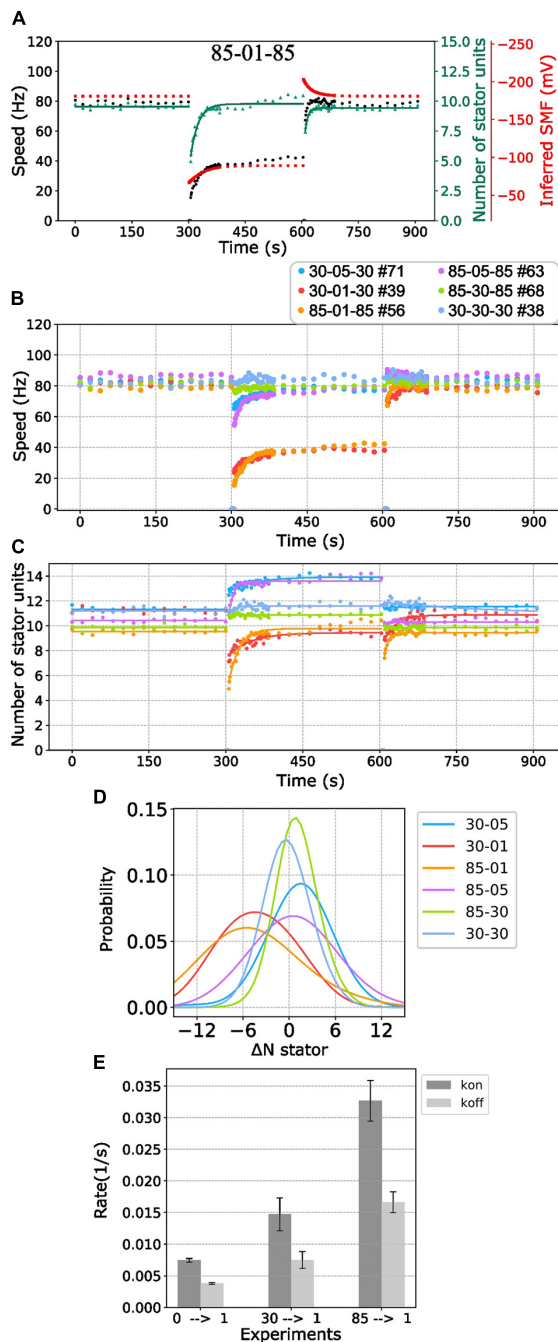 A
85-01-85
120
100
80
60
40
20
0
Speed (Hz)
0 150 300 450 600 750 900
Time (s)
15.0
12.5
10.0
7.5
5.0
2.5
0.0
Number of stator units
−250
−200
−150
−100
−50
Inferred SMF (mV)
30-05-30 #71
30-01-30 #39
85-01-85 #56
85-05-85 #63
85-30-85 #68
30-30-30 #38
B
120
100
80
60
40
20
0
Speed (Hz)
0 150 300 450 600 750 900
Time (s)
C
14
12
10
8
6
4
2
0
Number of stator units
0 150 300 450 600 750 900
Time (s)
D
0.15
0.10
0.05
0.00
Probability
−12 −6 0 6 12
ΔN stator
30-05
30-01
85-01
85-05
85-30
30-30
E
0.035
0.030
0.025
0.020
0.015
0.010
0.005
0.000
Rate(1/s)
0 --> 1 30 --> 1 85 --> 1
Experiments
kon
koff